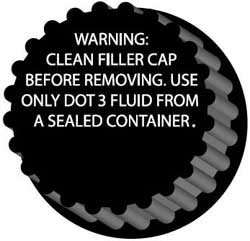 WARNING:
CLEAN FILLER CAP
BEFORE REMOVING. USE
ONLY DOT 3 FLUID FROM
A SEALED CONTAINER.